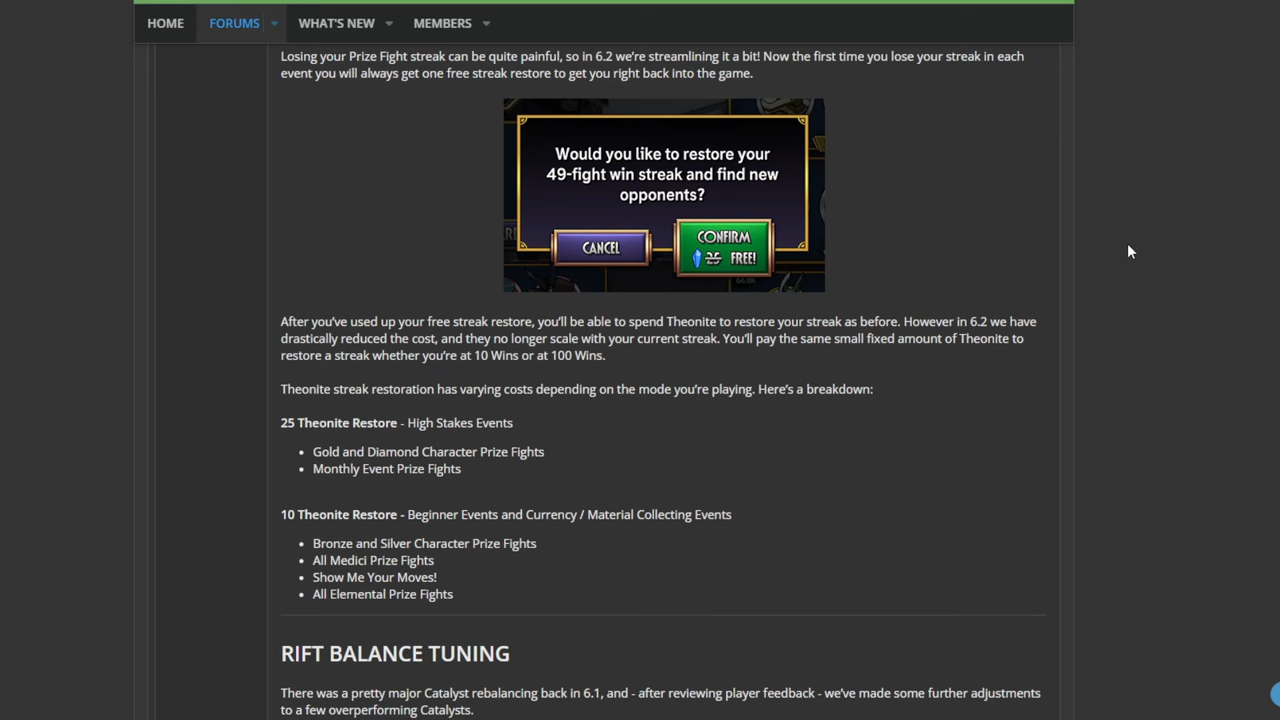 HOME FORUMS WHAT'S NEW MEMBERS
Losing your Prize Fight streak can be quite painful, so in 6.2 we're streamlining it a bit! Now the first time you lose your streak in each
event you will always get one free streak restore to get you right back into the game.
Would you like to restore your
49-fight win streak and find new
opponents?
CANCEL
CONFIRM
25 FREE!
After you've used up your free streak restore, you'll be able to spend Theonite to restore your streak as before. However in 6.2 we have
drastically reduced the cost, and they no longer scale with your current streak. You'll pay the same small fixed amount of Theonite to
restore a streak whether you're at 10 Wins or at 100 Wins.
Theonite streak restoration has varying costs depending on the mode you're playing. Here's a breakdown:
25 Theonite Restore - High Stakes Events
• Gold and Diamond Character Prize Fights
• Monthly Event Prize Fights
10 Theonite Restore - Beginner Events and Currency / Material Collecting Events
• Bronze and Silver Character Prize Fights
• All Medici Prize Fights
• Show Me Your Moves!
• All Elemental Prize Fights
RIFT BALANCE TUNING
There was a pretty major Catalyst rebalancing back in 6.1, and - after reviewing player feedback - we've made some further adjustments
to a few overperforming Catalysts.